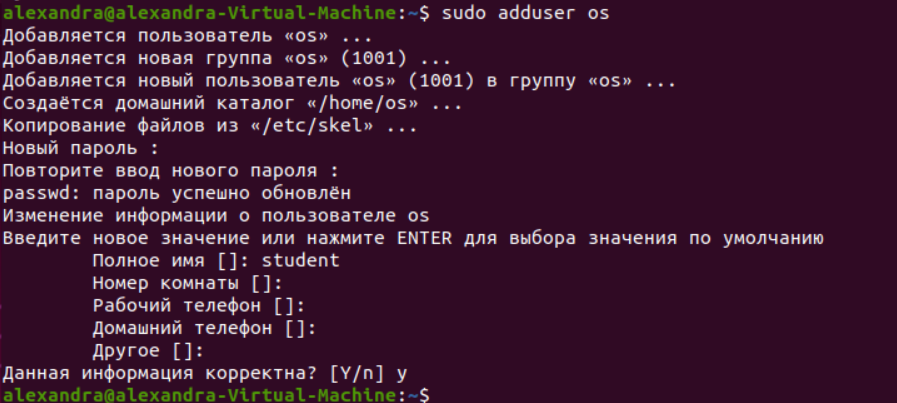 alexandra@alexandra-Virtual-Machine:~$ sudo adduser os
Добавляется пользователь «os» ...
Добавляется новая группа «os» (1001) ...
Добавляется новый пользователь «os» (1001) в группу «os» ...
Создаётся домашний каталог «/home/os» ...
Копирование файлов из «/etc/skel» ...
Новый пароль :
Повторите ввод нового пароля :
passwd: пароль успешно обновлён
Изменение информации о пользователе os
Введите новое значение или нажмите ENTER для выбора значения по умолчанию
Полное имя []: student
Номер комнаты []:
Рабочий телефон []:
Домашний телефон []:
Другое []:
Данная информация корректна? [Y/n] y
alexandra@alexandra-Virtual-Machine:~$